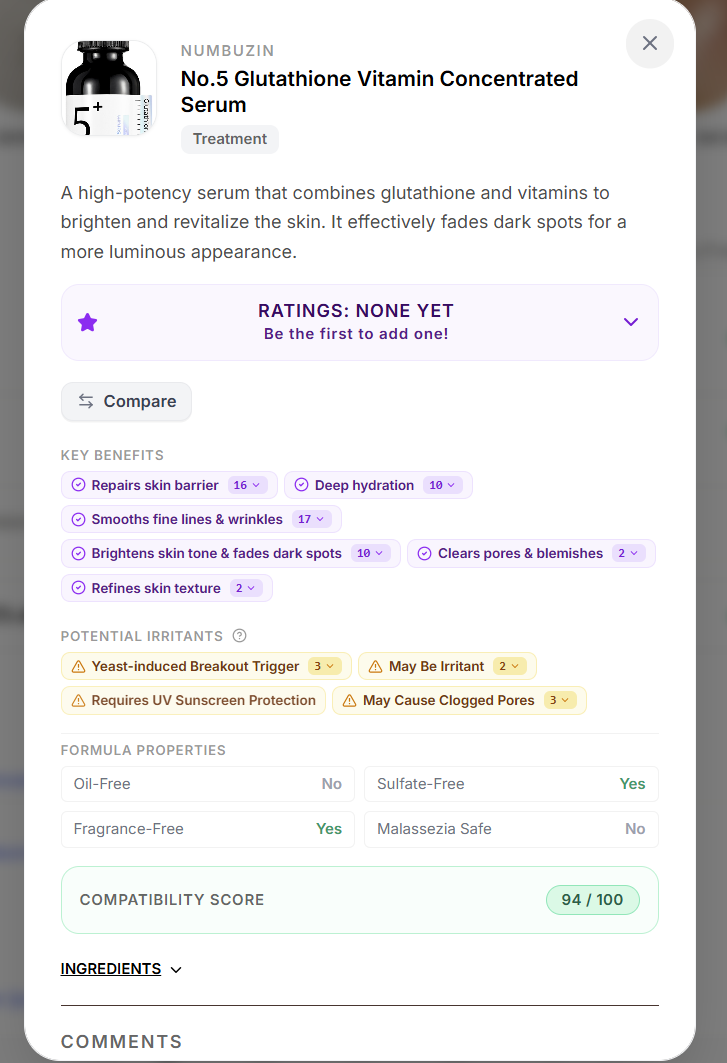 NUMBUZIN
No.5 Glutathione Vitamin Concentrated
Serum
Treatment
5+
A high-potency serum that combines glutathione and vitamins to
brighten and revitalize the skin. It effectively fades dark spots for a
more luminous appearance.
RATINGS: NONE YET
Be the first to add one!
Compare
KEY BENEFITS
Repairs skin barrier 16
Deep hydration 10
Smooths fine lines & wrinkles 17
Brightens skin tone & fades dark spots 10
Clears pores & blemishes 2
Refines skin texture 2
POTENTIAL IRRITANTS ?
Yeast-induced Breakout Trigger 3
May Be Irritant 2
Requires UV Sunscreen Protection
May Cause Clogged Pores 3
FORMULA PROPERTIES
Oil-Free No
Sulfate-Free Yes
Fragrance-Free Yes
Malassezia Safe No
COMPATIBILITY SCORE 94 / 100
INGREDIENTS
COMMENTS